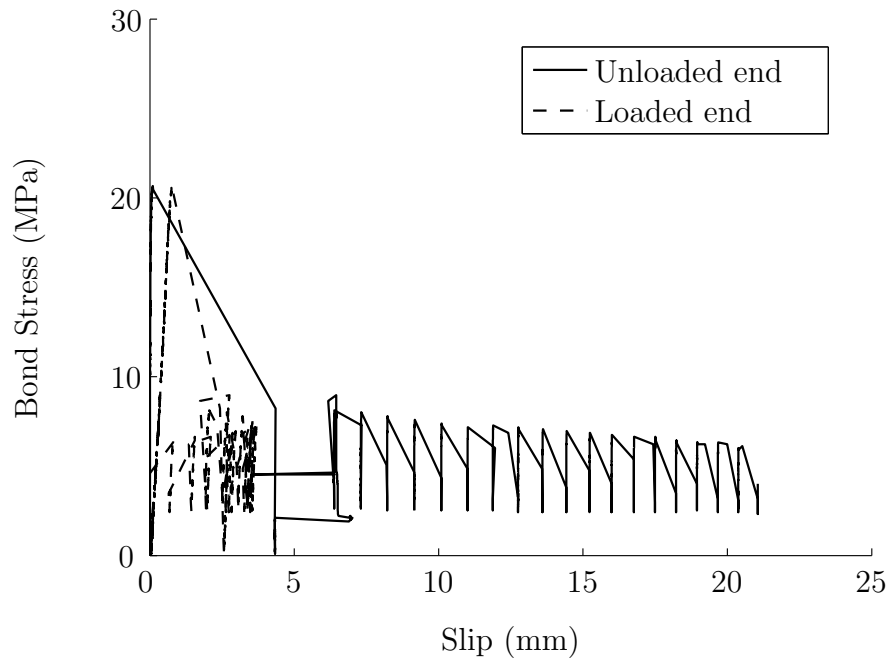 30
20
10
0
0 5 10 15 20 25
Bond Stress (MPa)
Slip (mm)
Unloaded end
Loaded end